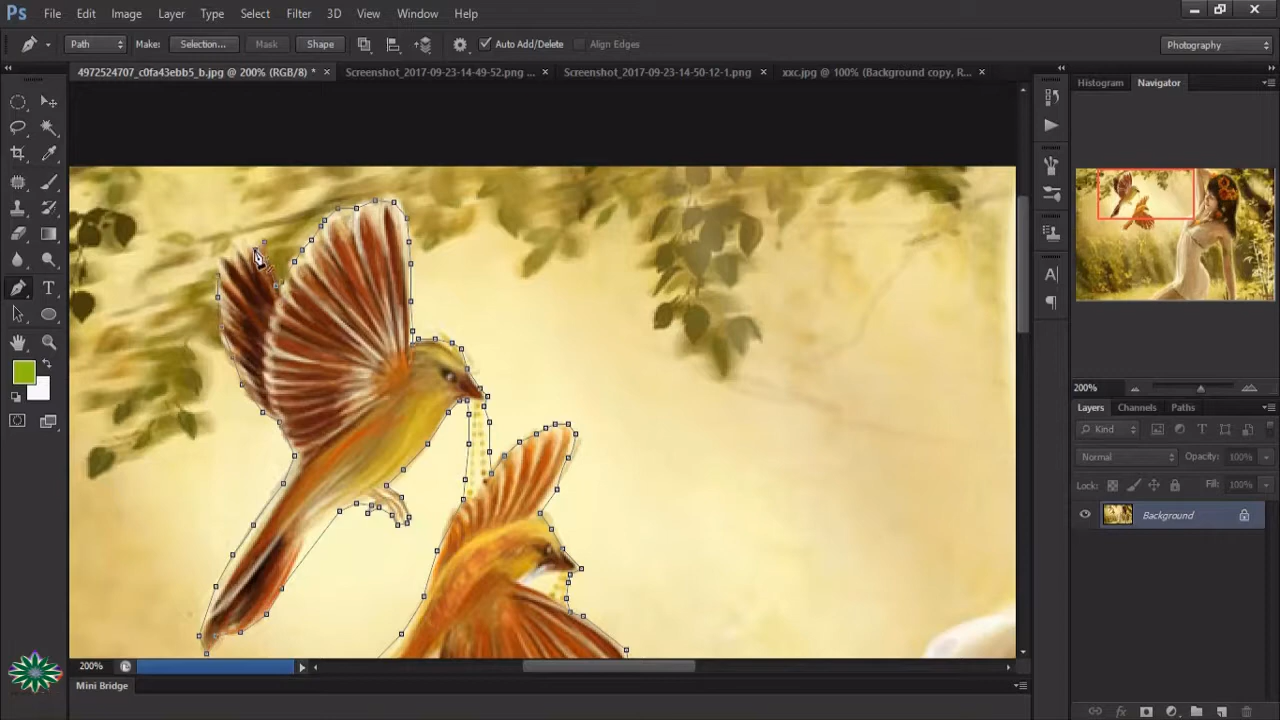 Ps File Edit Image Layer Type Select Filter 3D View Window Help
Path Make: Selection... Mask Shape Auto Add/Delete Align Edges Photography
4972524707_c0fa43ebb5_b.jpg @ 200% (RGB/8) * × Screenshot_2017-09-23-14-49-52.png ... × Screenshot_2017-09-23-14-50-12-1.png × xxc.jpg @ 100% (Background copy, R... ×
Histogram Navigator
200%
Layers Channels Paths
Kind
Normal Opacity: 100%
Lock: Fill: 100%
Background
200%
Mini Bridge